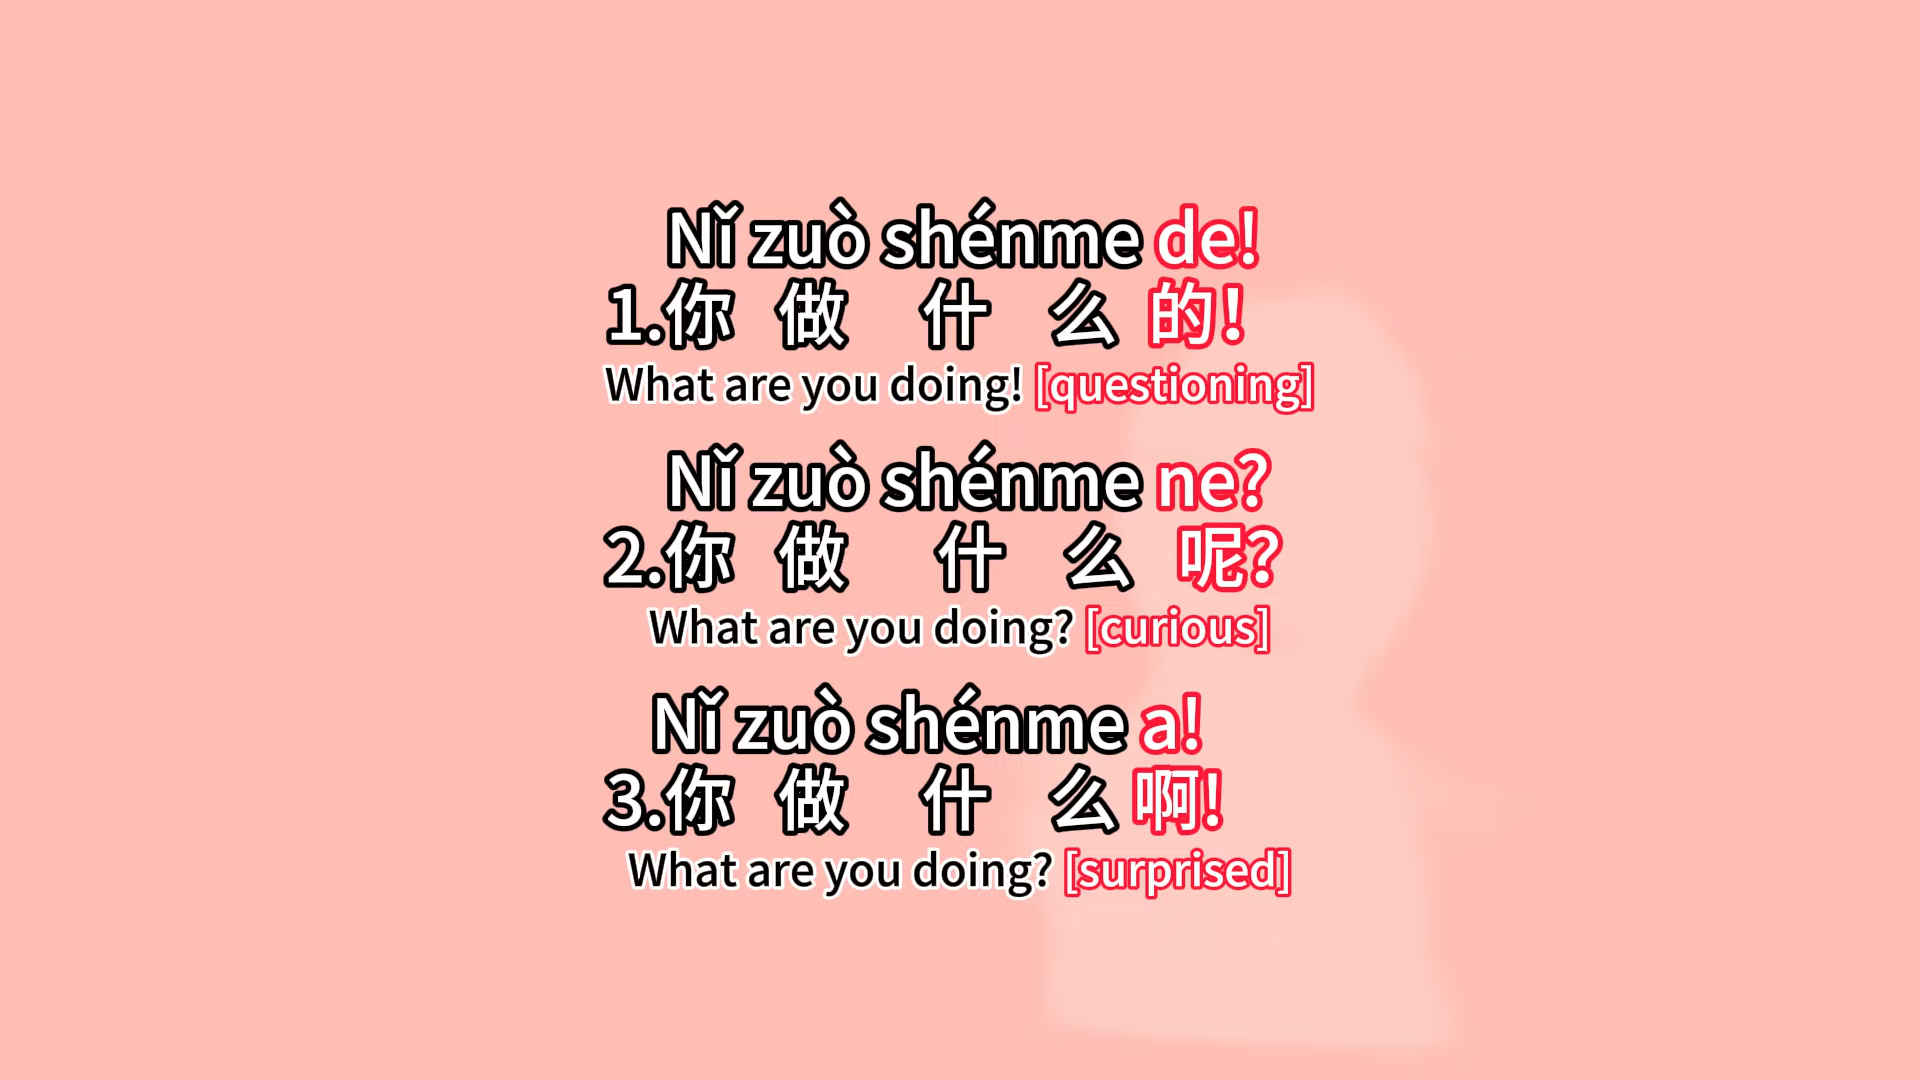 Nǐ zuò shénme de!
1.你 做 什 么 的！
What are you doing! [questioning]
Nǐ zuò shénme ne?
2.你 做 什 么 呢?
What are you doing? [curious]
Nǐ zuò shénme a!
3.你 做 什 么 啊!
What are you doing? [surprised]